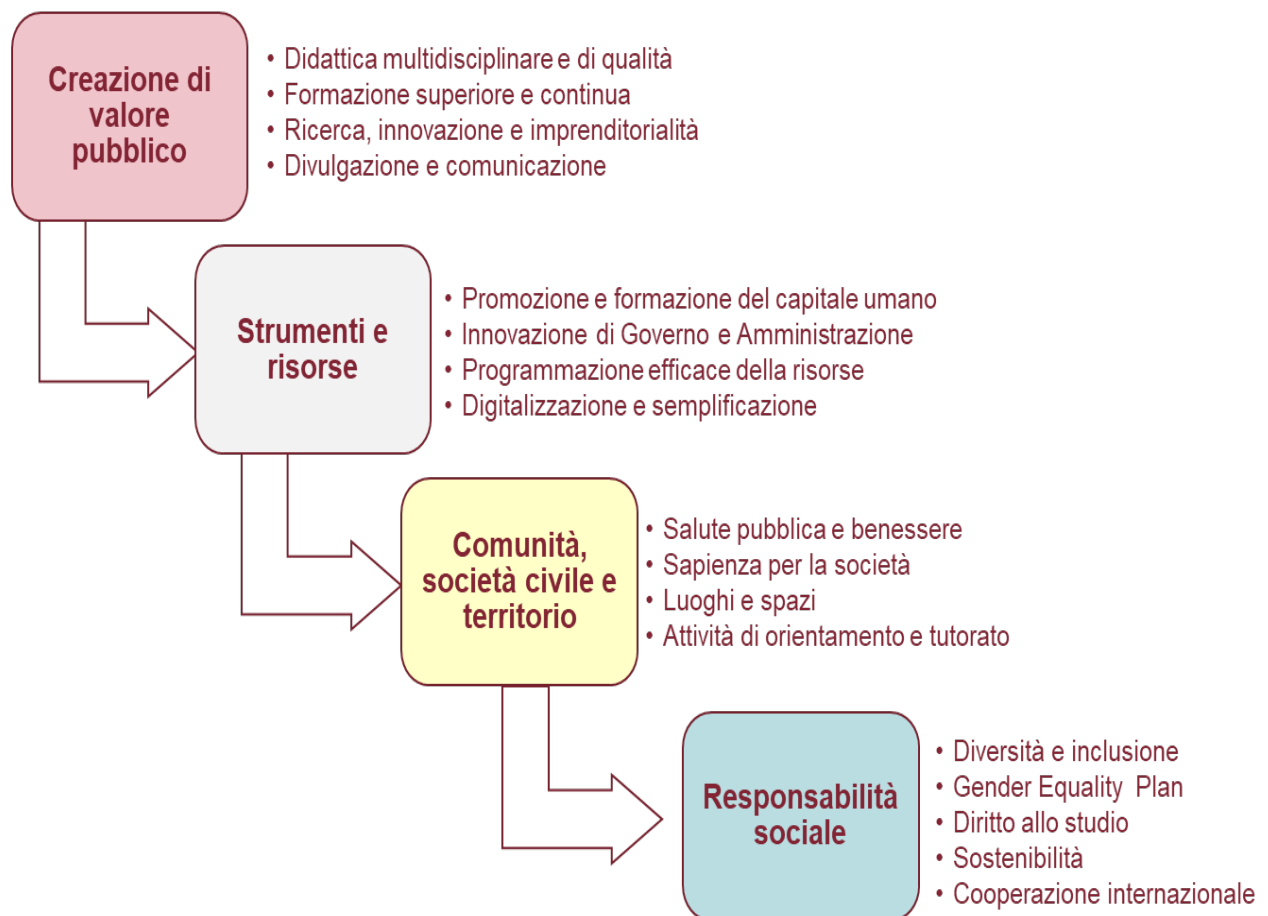 Creazione di
valore
pubblico
• Didattica multidisciplinare e di qualità
• Formazione superiore e continua
• Ricerca, innovazione e imprenditorialità
• Divulgazione e comunicazione
Strumenti e
risorse
• Promozione e formazione del capitale umano
• Innovazione di Governo e Amministrazione
• Programmazione efficace della risorse
• Digitalizzazione e semplificazione
Comunità,
società civile e
territorio
• Salute pubblica e benessere
• Sapienza per la società
• Luoghi e spazi
• Attività di orientamento e tutorato
Responsabilità
sociale
• Diversità e inclusione
• Gender Equality Plan
• Diritto allo studio
• Sostenibilità
• Cooperazione internazionale